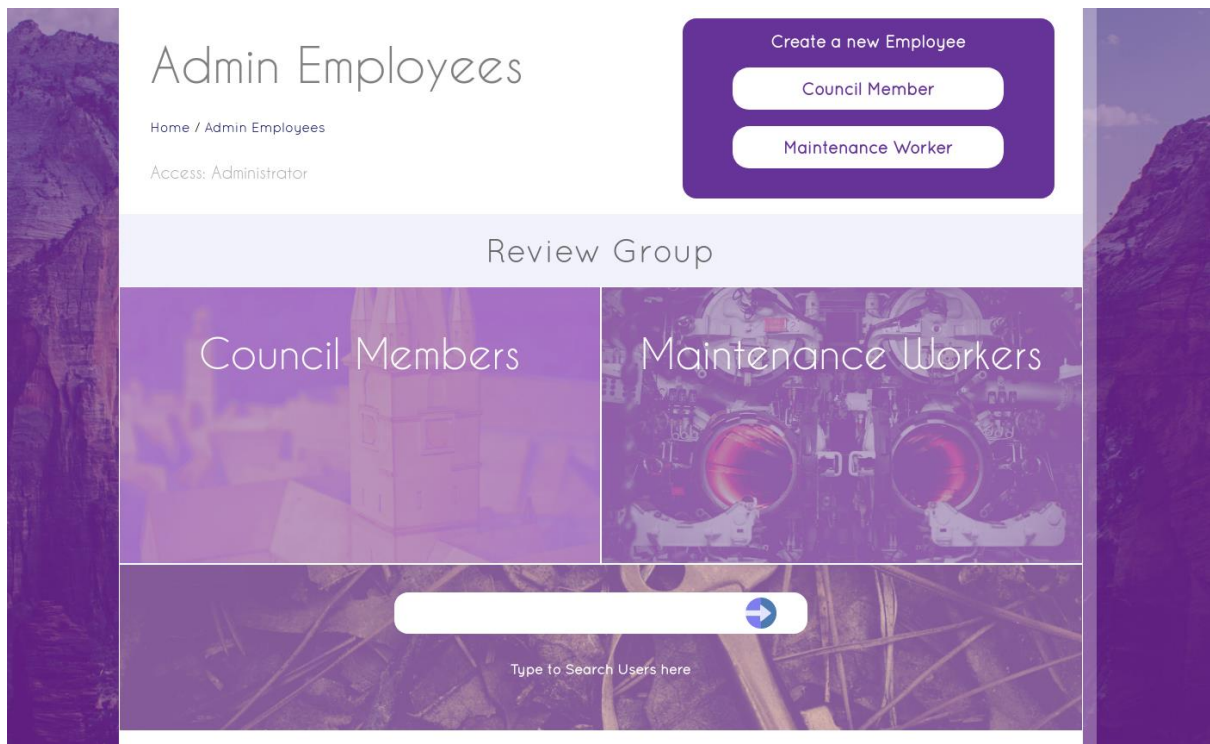 Admin Employees
Home / Admin Employees
Access: Administrator
Create a new Employee
Council Member
Maintenance Worker
Review Group
Council Members
Maintenance Workers
Type to Search Users here